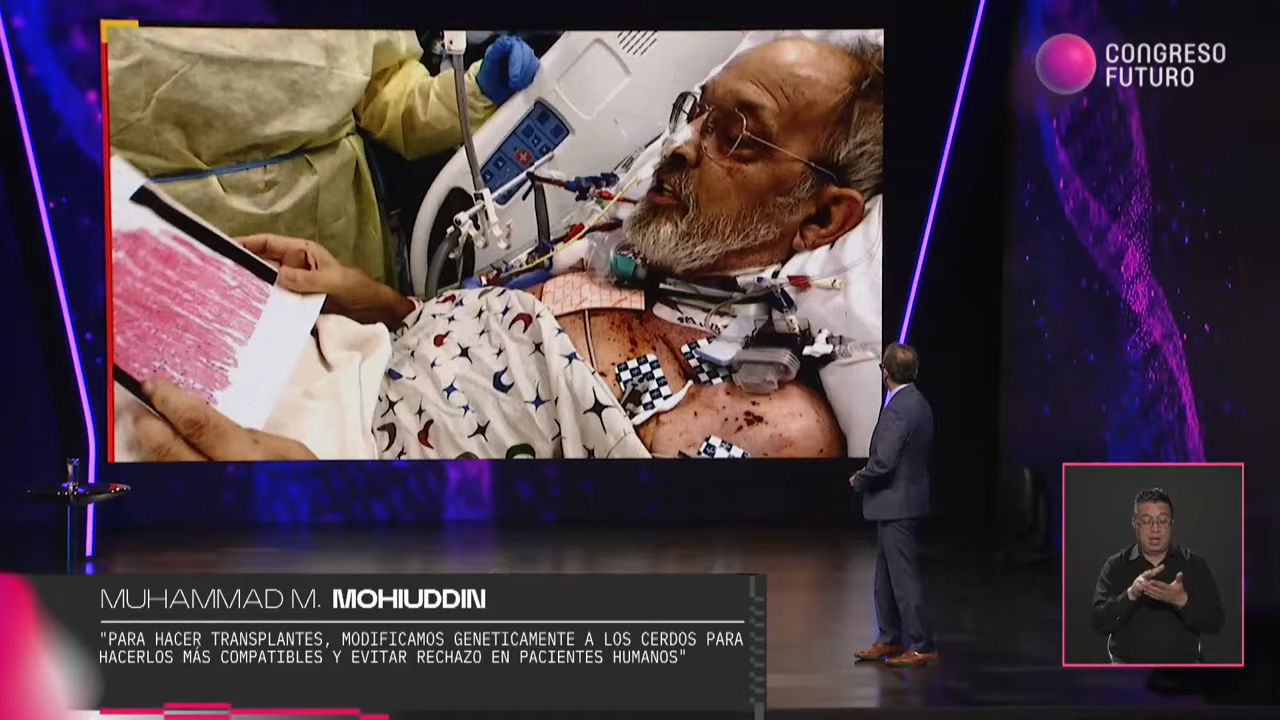 CONGRESO
FUTURO
MUHAMMAD M. MOHIUDDIN
"PARA HACER TRANSPLANTES, MODIFICAMOS GENETICAMENTE A LOS CERDOS PARA
HACERLOS MÁS COMPATIBLES Y EVITAR RECHAZO EN PACIENTES HUMANOS"